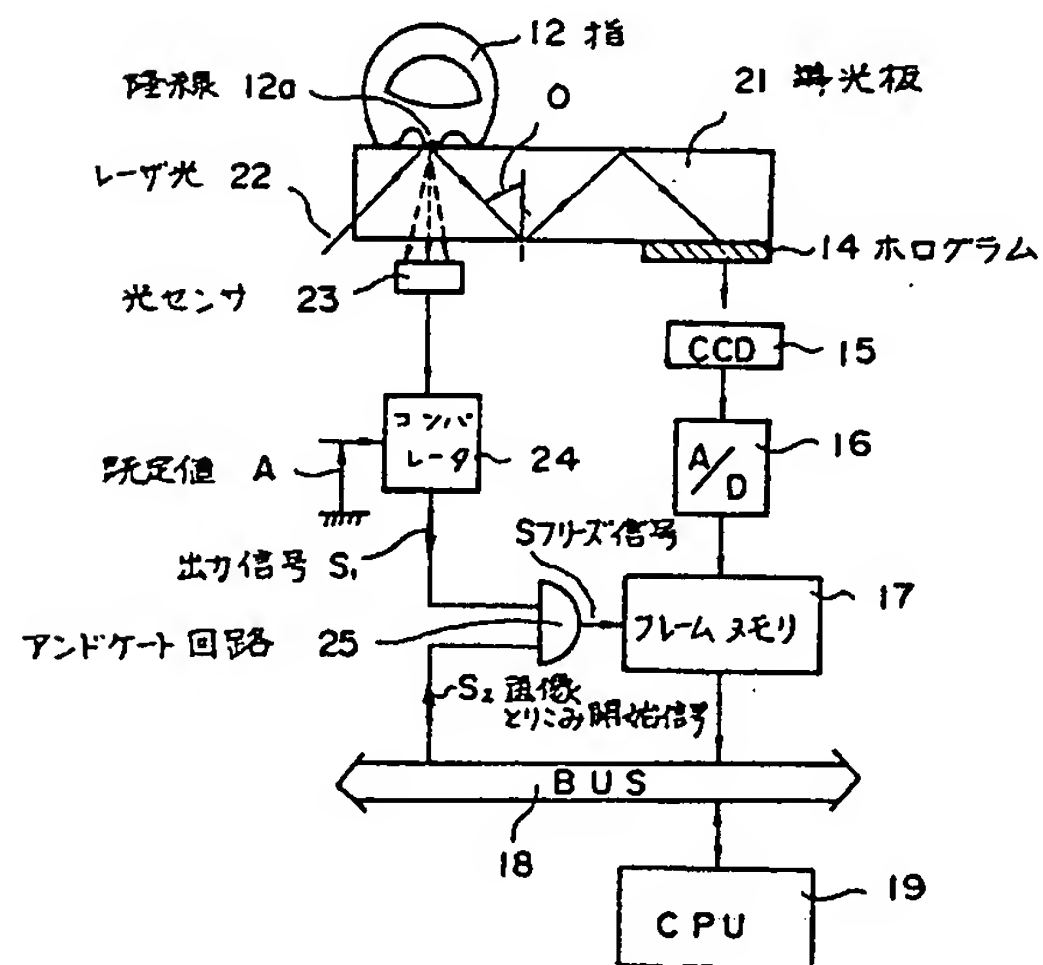 12 指
隆線 12a
O
21 導光板
レーザ光 22
14 ホログラム
光センサ 23
CCD
15
コンパ
レータ
24
A/D
16
設定値 A
Sフリーズ信号
出力信号 S₁
17
フレームメモリ
アンドゲート回路 25
S₂ 画像
とりこみ開始信号
BUS
18
19
CPU